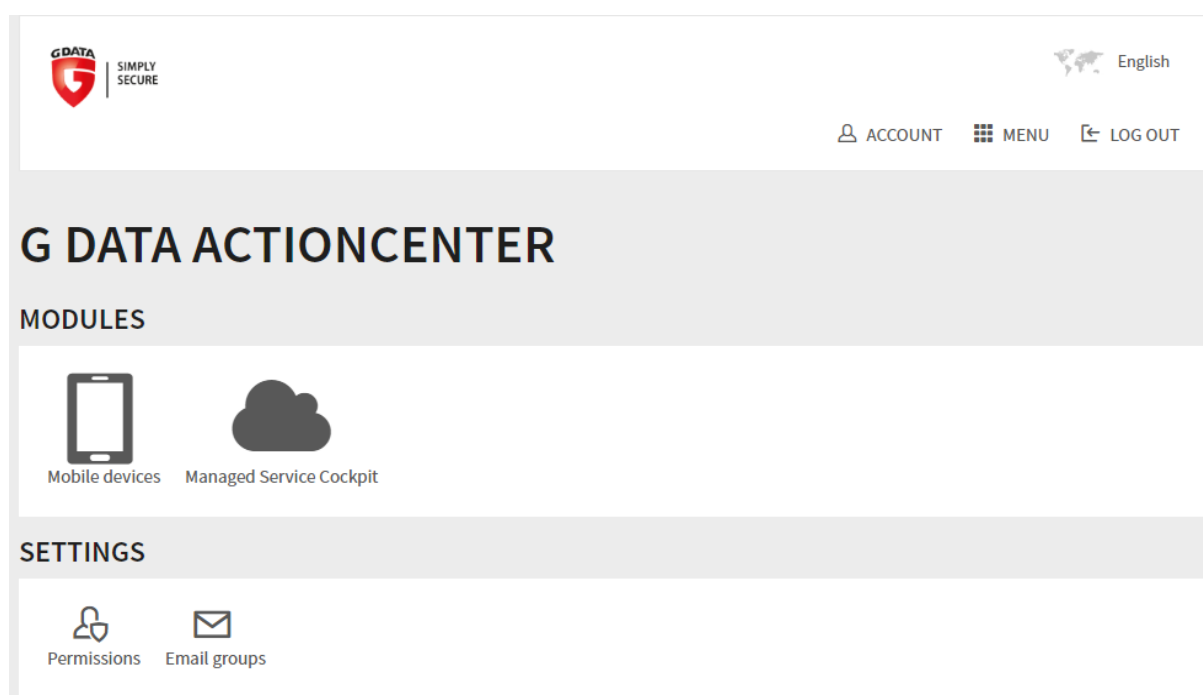 G DATA
SIMPLY
SECURE
English
ACCOUNT MENU LOG OUT
G DATA ACTIONCENTER
MODULES
Mobile devices Managed Service Cockpit
SETTINGS
Permissions Email groups